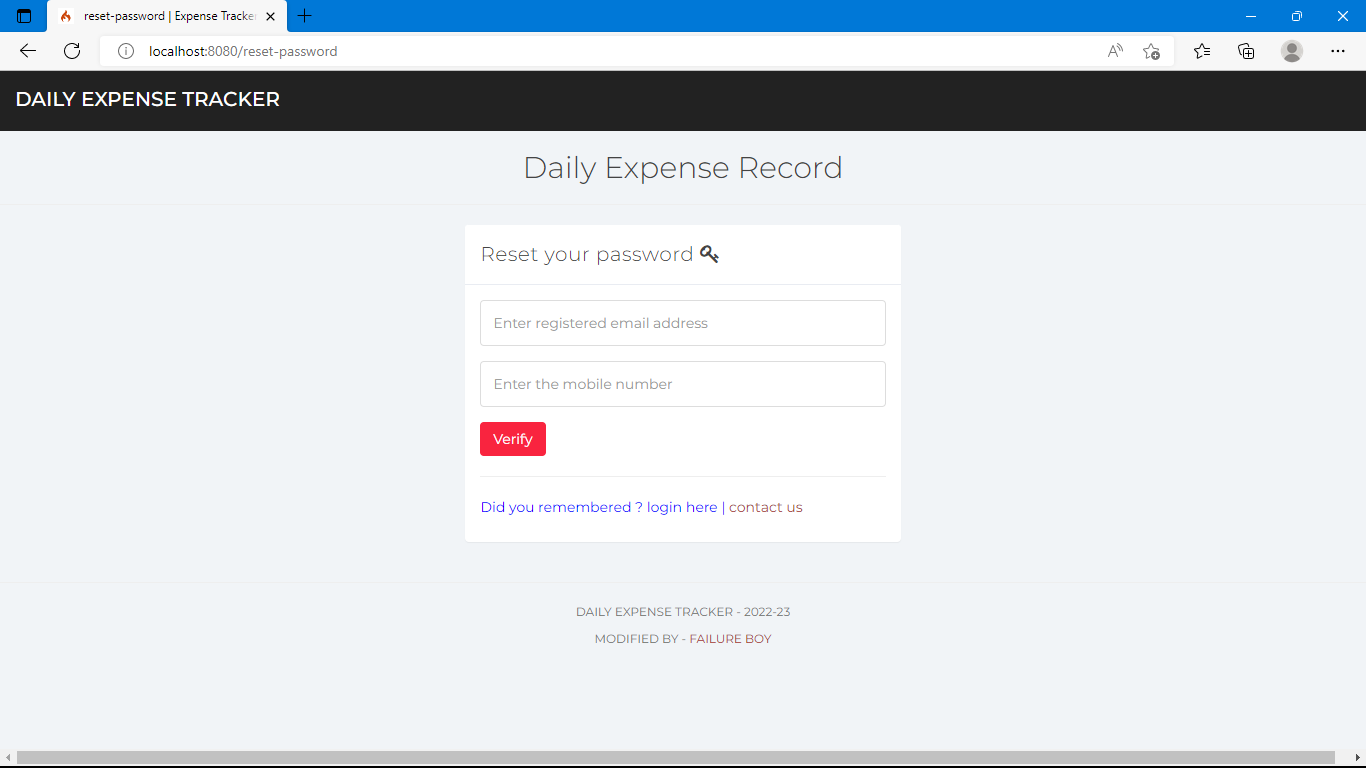 reset-password | Expense Tracker
localhost:8080/reset-password
DAILY EXPENSE TRACKER
Daily Expense Record
Reset your password
Enter registered email address
Enter the mobile number
Verify
Did you remembered ? login here | contact us
DAILY EXPENSE TRACKER - 2022-23
MODIFIED BY - FAILURE BOY